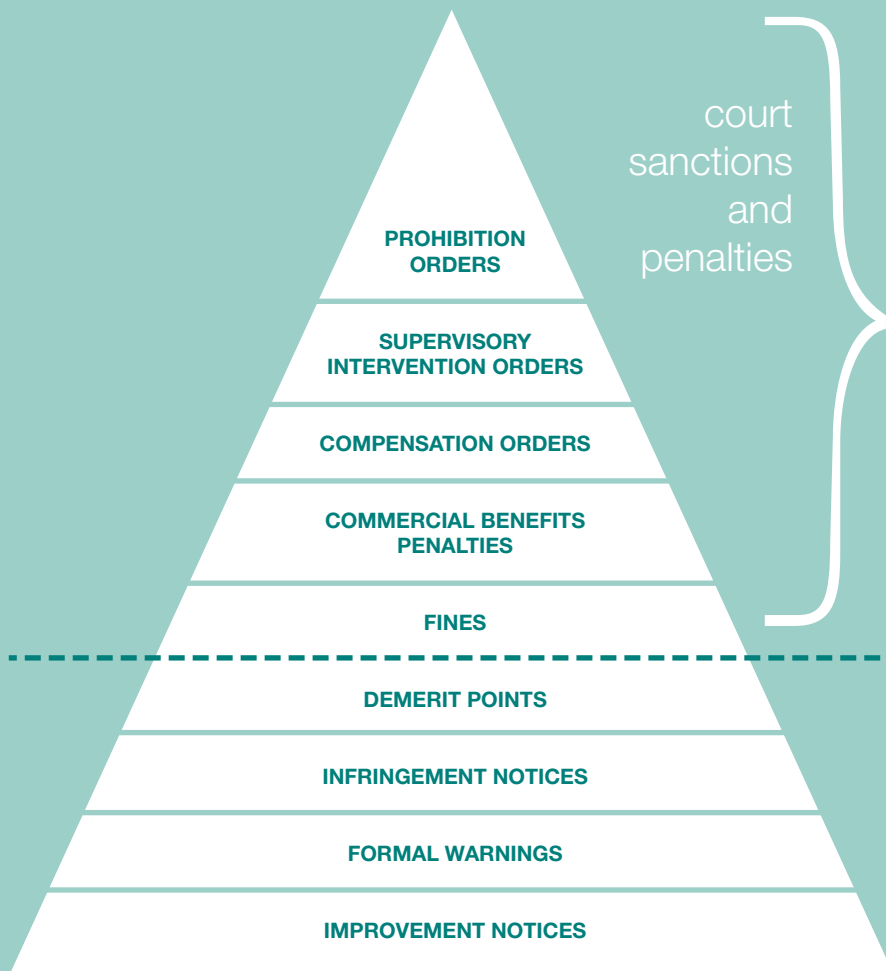 court
sanctions
and
penalties
PROHIBITION
ORDERS
SUPERVISORY
INTERVENTION ORDERS
COMPENSATION ORDERS
COMMERCIAL BENEFITS
PENALTIES
FINES
DEMERIT POINTS
INFRINGEMENT NOTICES
FORMAL WARNINGS
IMPROVEMENT NOTICES